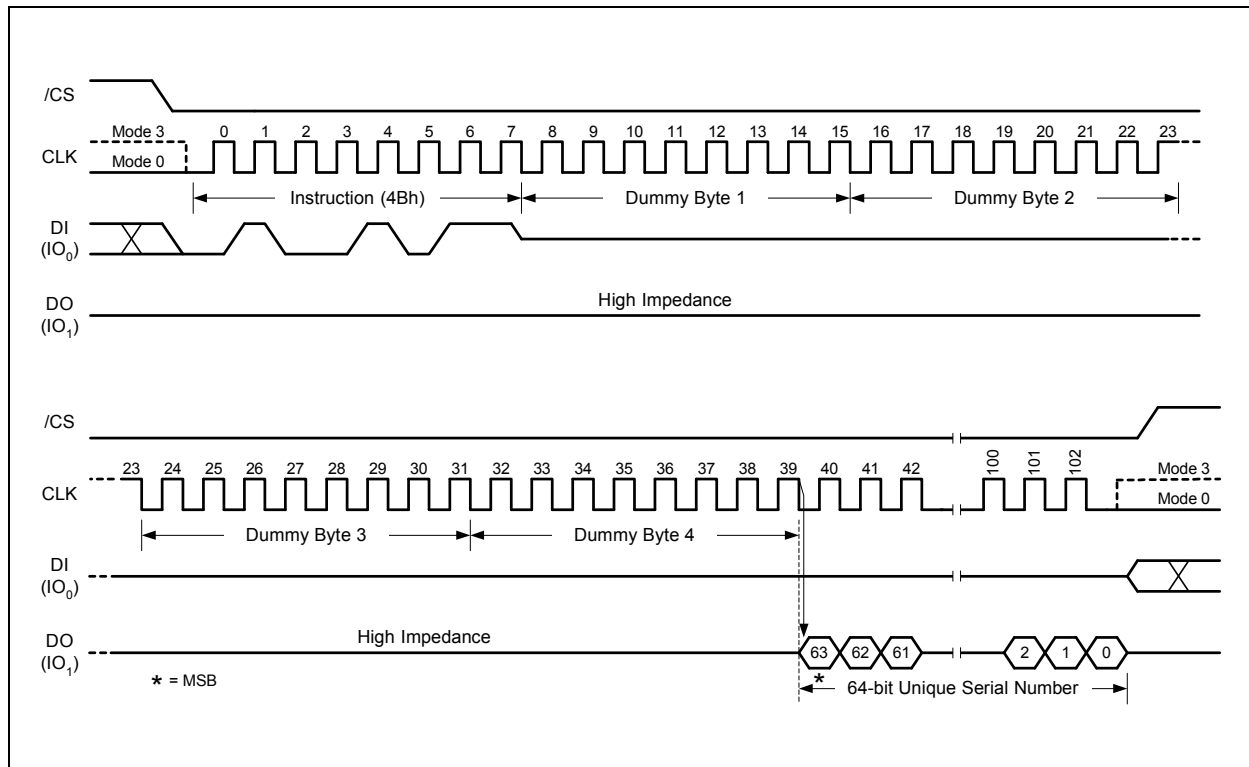 /CS
Mode 3 0 1 2 3 4 5 6 7 8 9 10 11 12 13 14 15 16 17 18 19 20 21 22 23
CLK
Mode 0
Instruction (4Bh) Dummy Byte 1 Dummy Byte 2
DI
(IO0)
High Impedance
DO
(IO1)
/CS
23 24 25 26 27 28 29 30 31 32 33 34 35 36 37 38 39 40 41 42 100 101 102 Mode 3
CLK
Mode 0
Dummy Byte 3 Dummy Byte 4
DI
(IO0)
High Impedance
DO
(IO1)
63 62 61 2 1 0
* = MSB * 64-bit Unique Serial Number